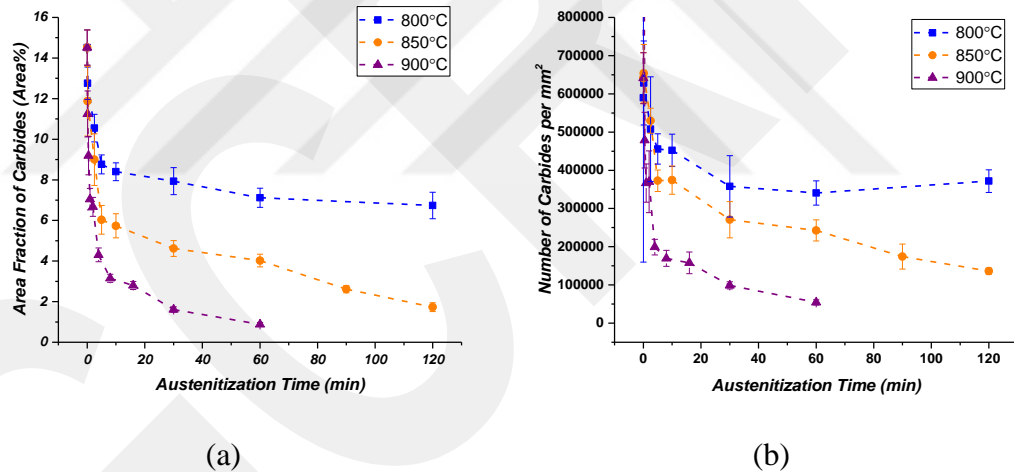 800°C
850°C
900°C
16
14
12
10
8
6
4
2
0
Area Fraction of Carbides (Area%)
0 20 40 60 80 100 120
Austenitization Time (min)
(a)
800°C
850°C
900°C
800000
700000
600000
500000
400000
300000
200000
100000
0
Number of Carbides per mm²
0 20 40 60 80 100 120
Austenitization Time (min)
(b)